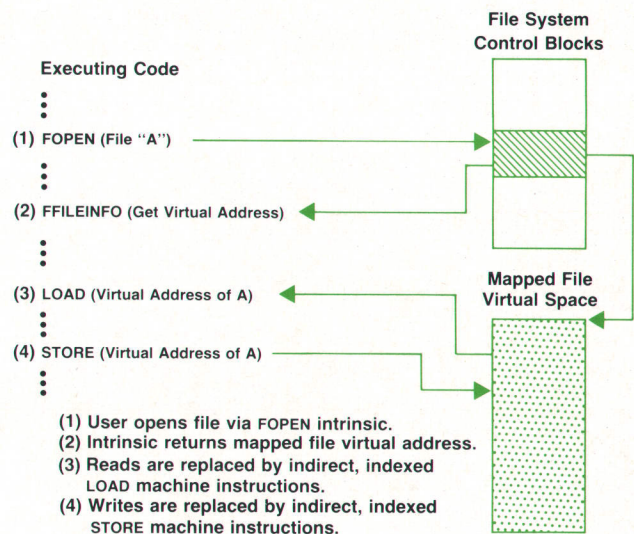 File System
Control Blocks
Executing Code
(1) FOPEN (File “A”)
(2) FFILEINFO (Get Virtual Address)
Mapped File
Virtual Space
(3) LOAD (Virtual Address of A)
(4) STORE (Virtual Address of A)
(1) User opens file via FOPEN intrinsic.
(2) Intrinsic returns mapped file virtual address.
(3) Reads are replaced by indirect, indexed
LOAD machine instructions.
(4) Writes are replaced by indirect, indexed
STORE machine instructions.